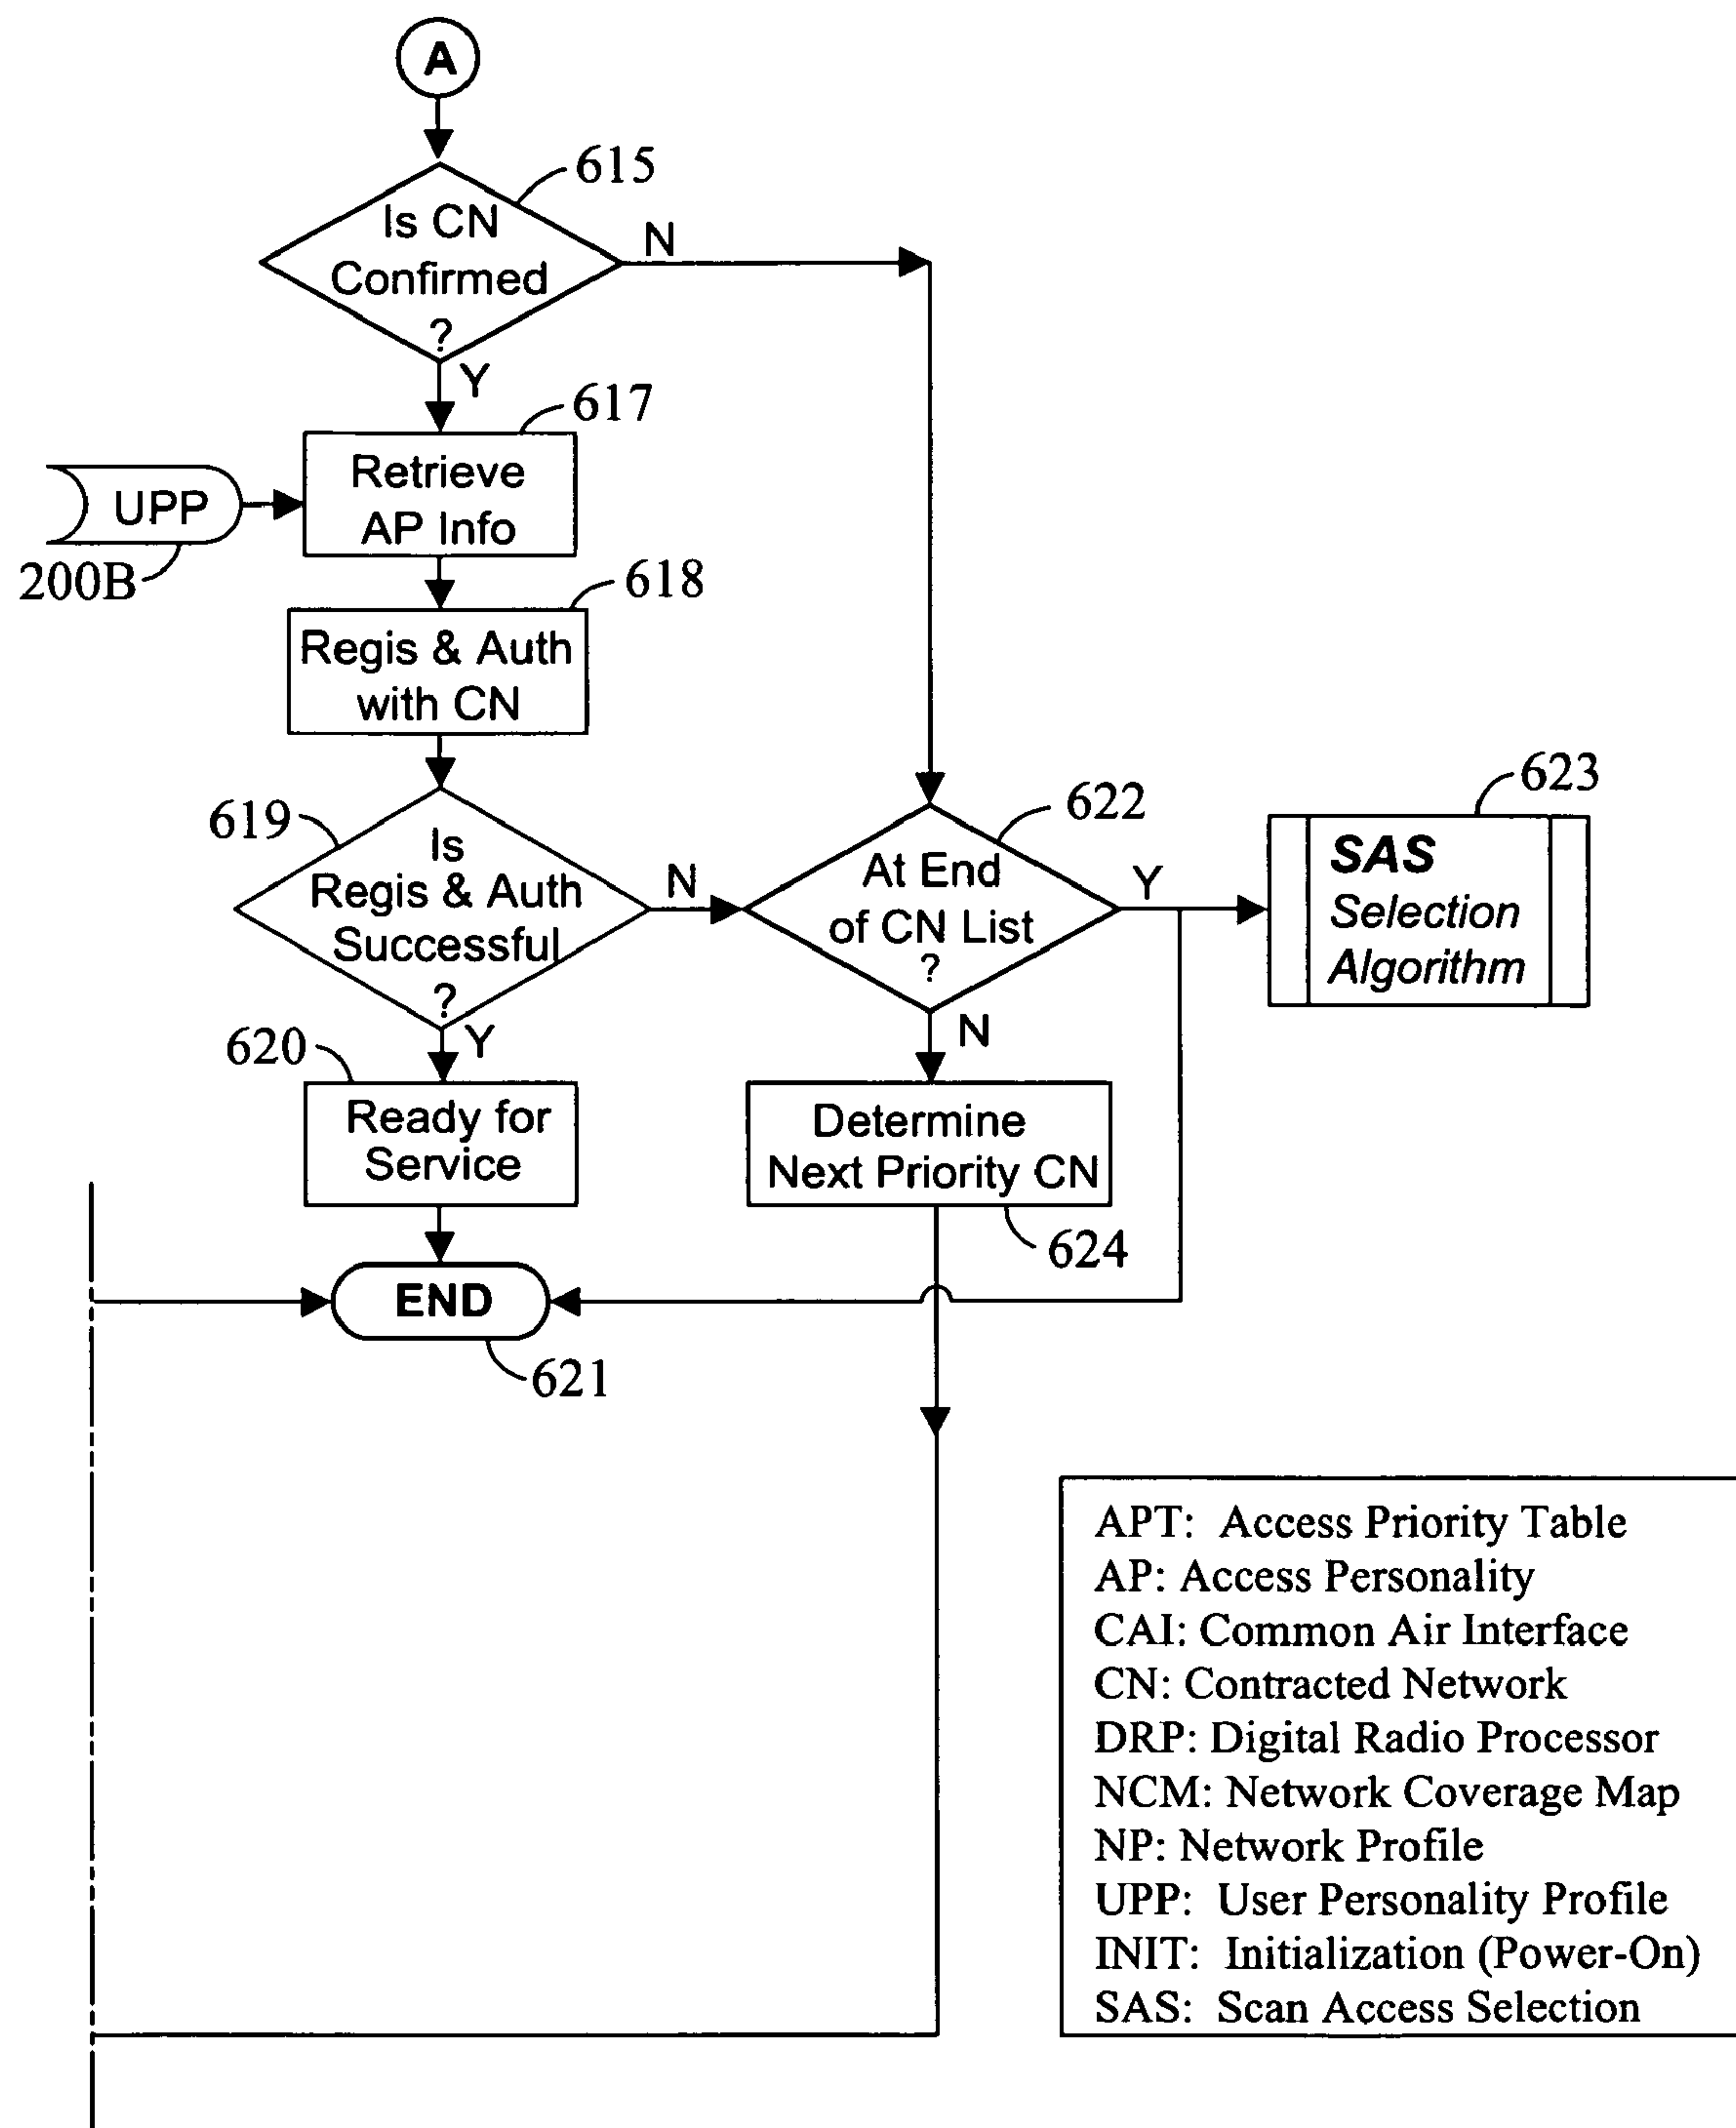 A
615
Is CN
Confirmed
?
N
Y
617
Retrieve
AP Info
UPP
200B
618
Regis & Auth
with CN
619
Is
Regis & Auth
Successful
?
N
Y
622
At End
of CN List
?
Y
N
623
SAS
Selection
Algorithm
620
Ready for
Service
Determine
Next Priority CN
624
END
621
APT: Access Priority Table
AP: Access Personality
CAI: Common Air Interface
CN: Contracted Network
DRP: Digital Radio Processor
NCM: Network Coverage Map
NP: Network Profile
UPP: User Personality Profile
INIT: Initialization (Power-On)
SAS: Scan Access Selection